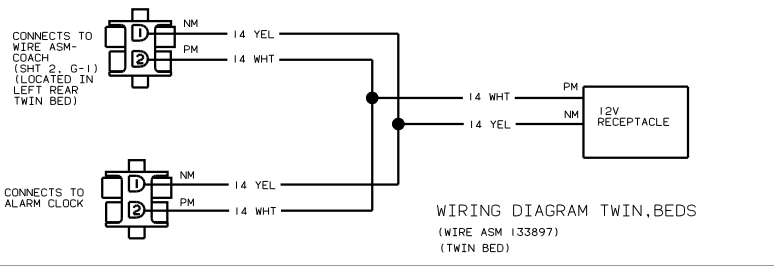 CONNECTS TO
WIRE ASM-
COACH
(SHT 2, G-1)
(LOCATED IN
LEFT REAR
TWIN BED)
1
NM
14 YEL
2
PM
14 WHT
PM
14 WHT
NM
14 YEL
12V
RECEPTACLE
CONNECTS TO
ALARM CLOCK
1
NM
14 YEL
2
PM
14 WHT
WIRING DIAGRAM TWIN,BEDS
(WIRE ASM 133897)
(TWIN BED)